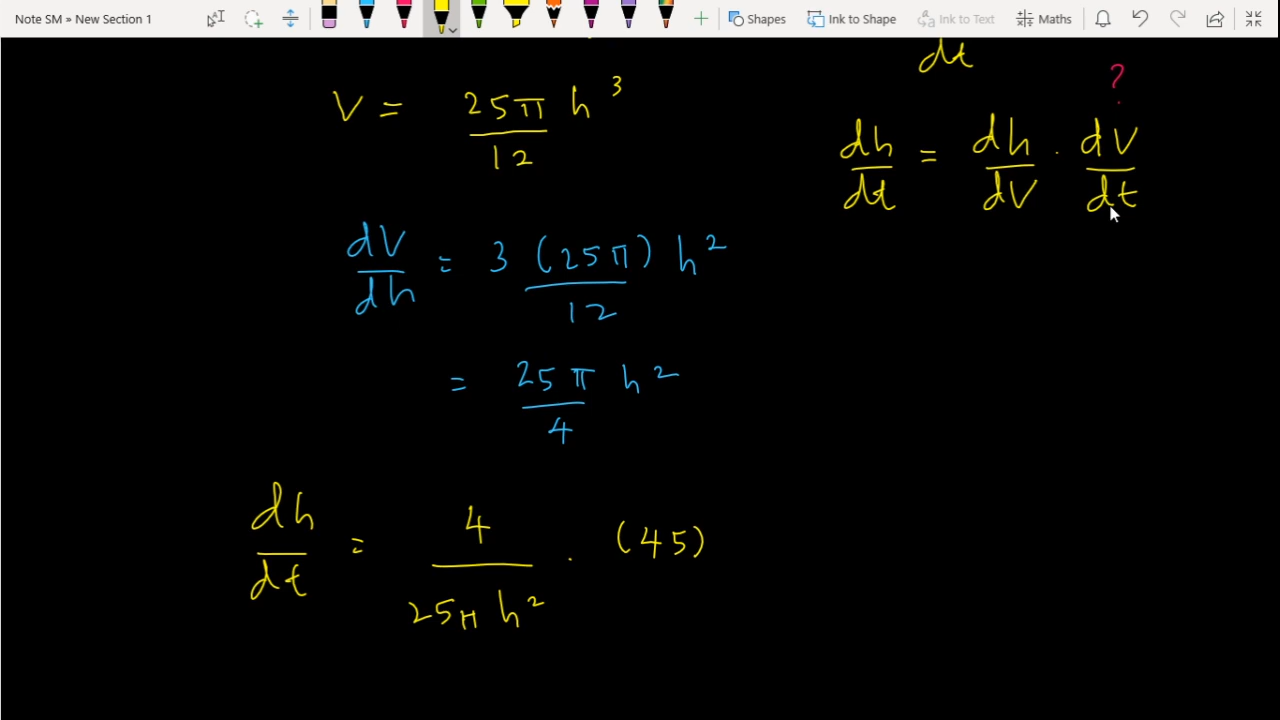 Note SM » New Section 1
Shapes
Ink to Shape
Ink to Text
Maths
dt
?
V = 25π/12 h³
dh/dt = dh/dV · dV/dt
dV/dh = 3 (25π)/12 h²
= 25π/4 h²
dh/dt = 4/25π h² · (45)